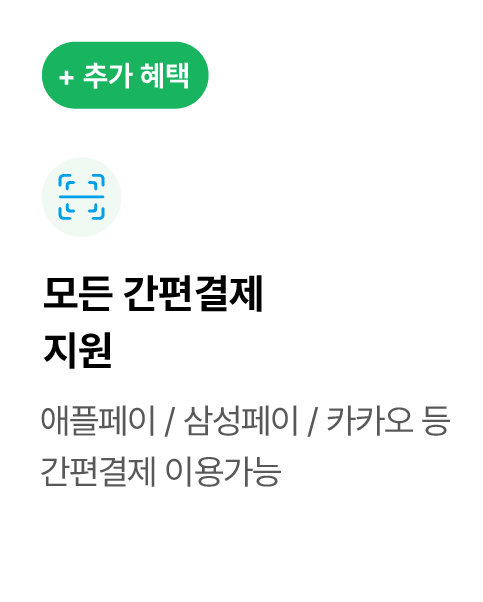 + 추가 혜택
모든 간편결제
지원
애플페이 / 삼성페이 / 카카오 등
간편결제 이용가능